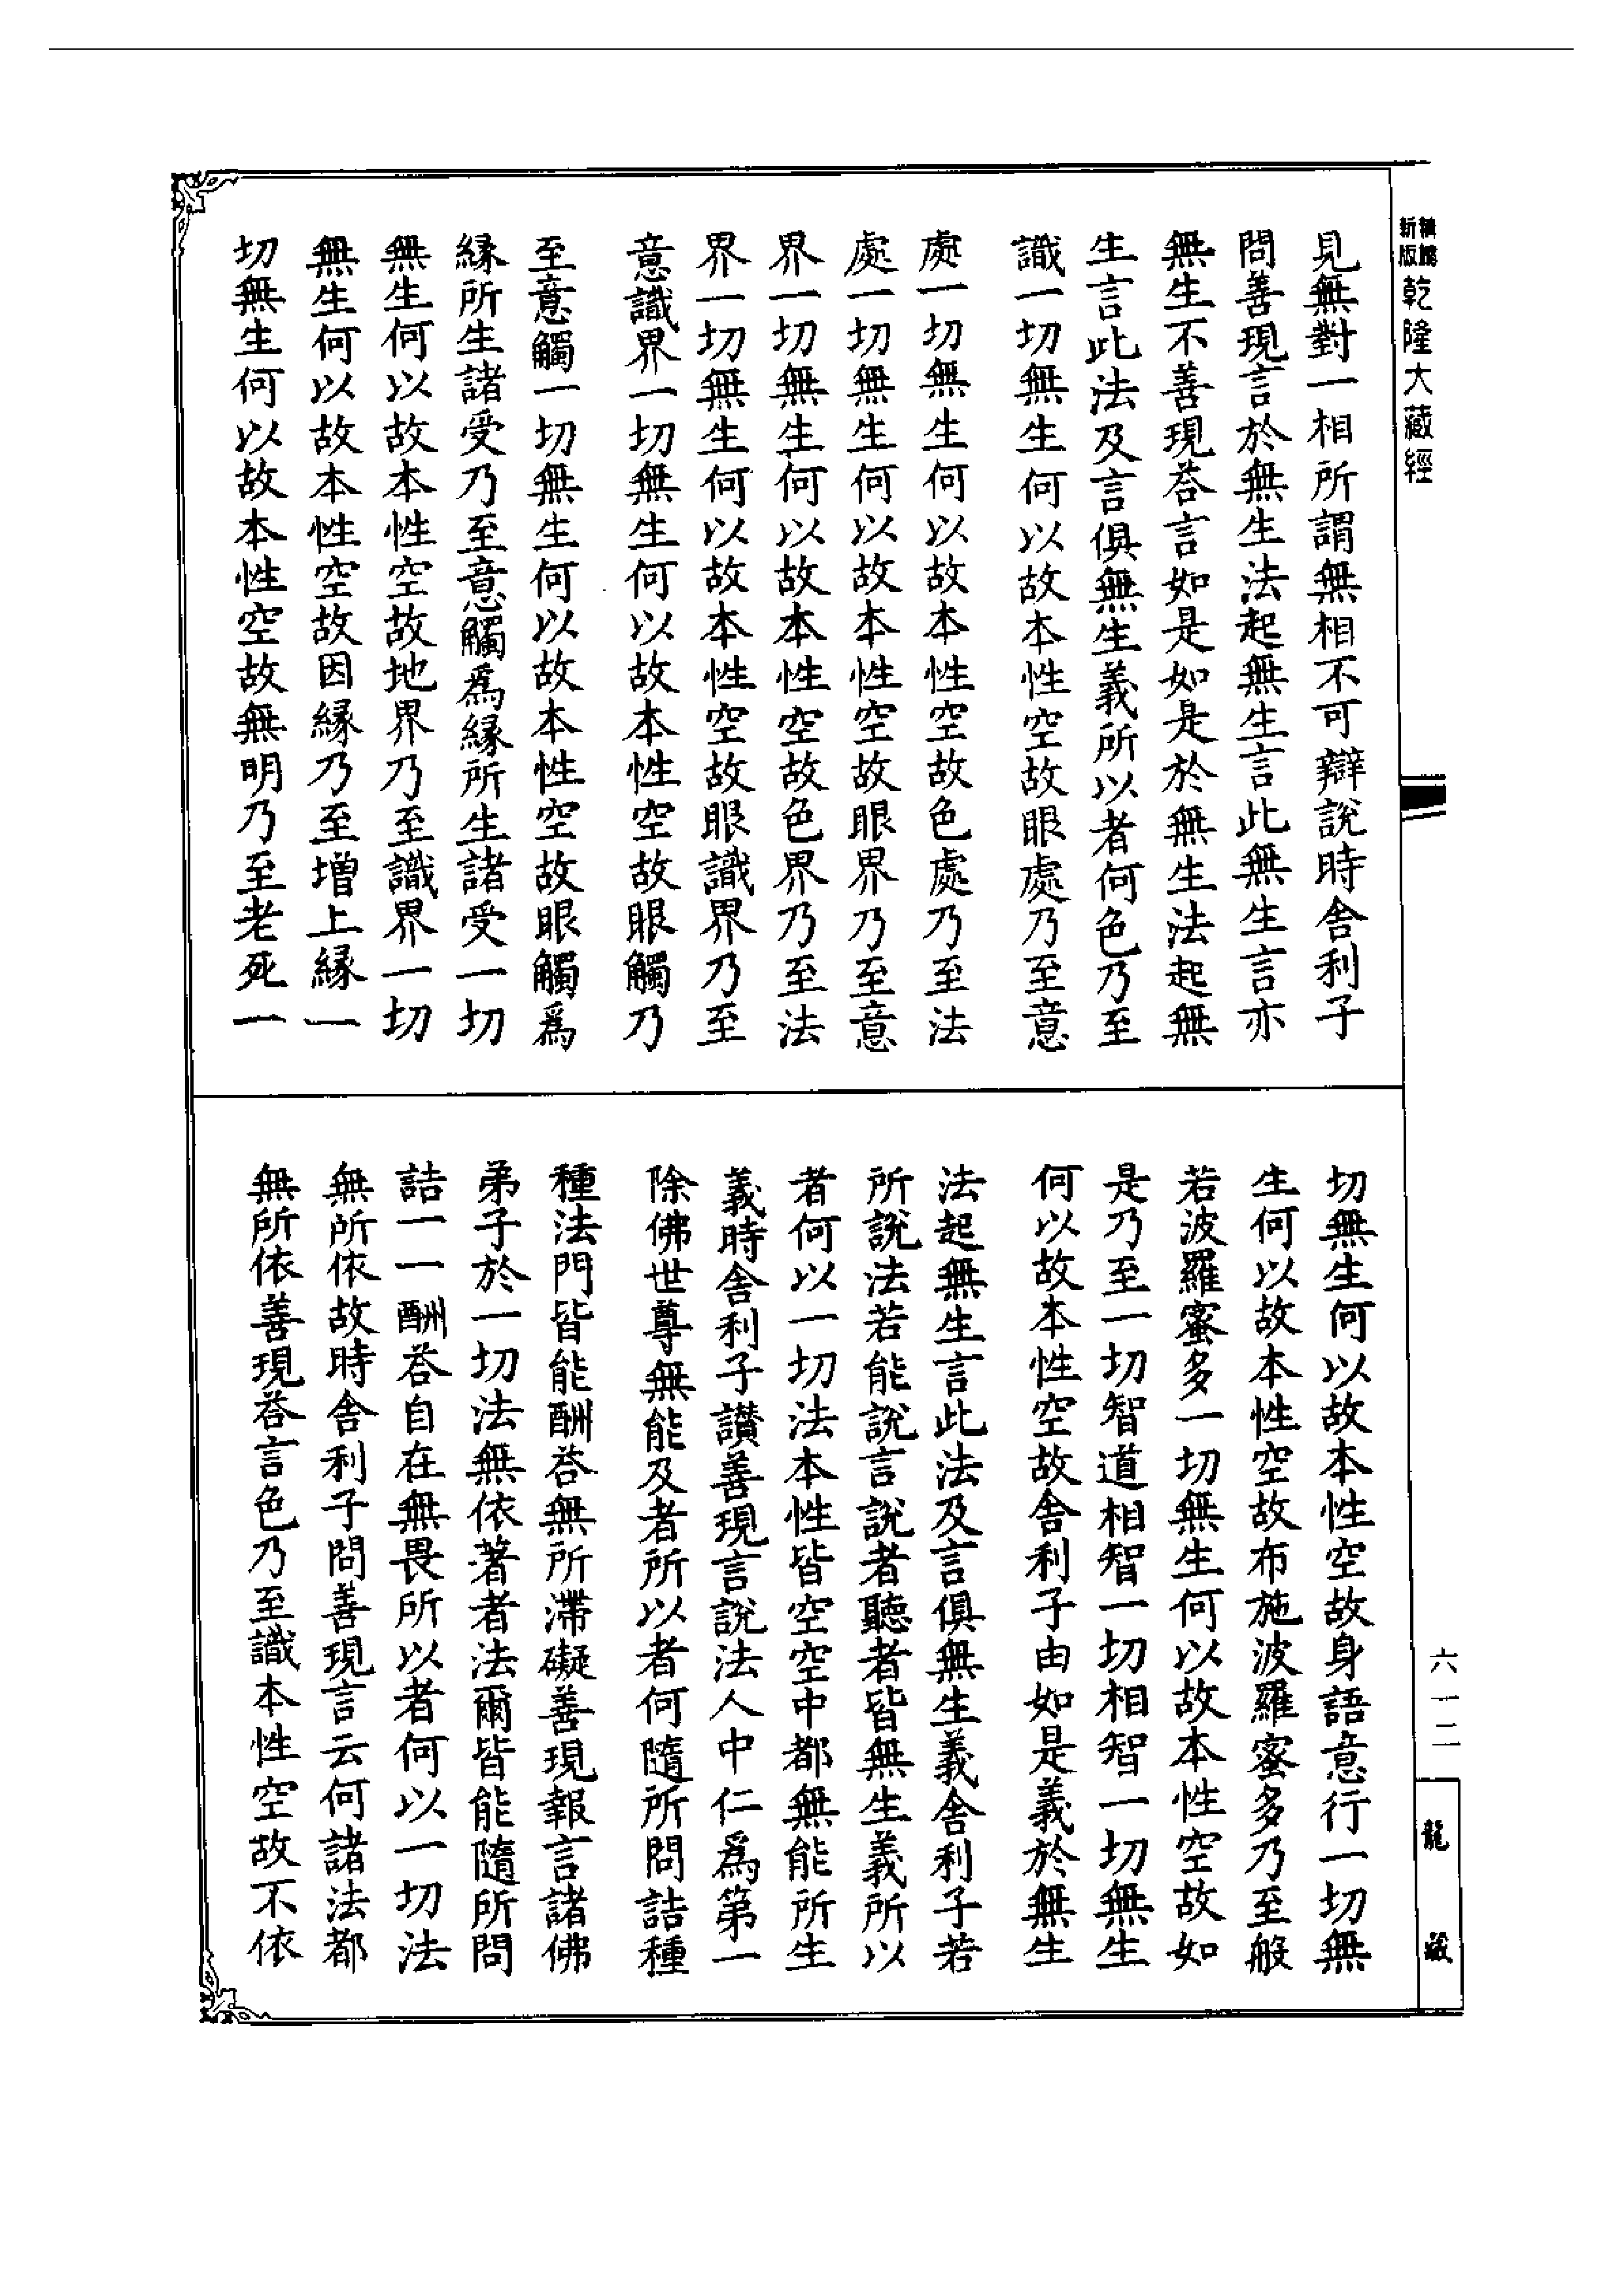 新版
乾隆大藏經
見無對一相所謂無相不可辯說時舍利子
問善現言於無生法起無生言此無生言亦
無生不善現荅言如是如是於無生法起無
生言此法及言俱無生義所以者何色乃至
識一切無生何以故本性空故眼處乃至意
處一切無生何以故本性空故色處乃至法
處一切無生何以故本性空故眼界乃至意
界一切無生何以故本性空故色界乃至法
界一切無生何以故本性空故眼識界乃至
意識界一切無生何以故本性空故眼觸乃
至意觸一切無生何以故本性空故眼觸爲
緣所生諸受乃至意觸爲緣所生諸受一切
無生何以故本性空故地界乃至識界一切
無生何以故本性空故因緣乃至增上緣一
切無生何以故本性空故無明乃至老死一
切無生何以故本性空故身語意行一切無
生何以故本性空故布施波羅蜜多乃至般
若波羅蜜多一切無生何以故本性空故如
是乃至一切智道相智一切相智一切無生
何以故本性空故舍利子由如是義於無生
法起無生言此法及言俱無生義舍利子若
所說法若能說言說者聽者皆無生義所以
者何以一切法本性皆空空中都無能所生
義時舍利子讚善現言說法人中仁爲第一
除佛世尊無能及者所以者何隨所問詰種
種法門皆能酬荅無所滯礙善現報言諸佛
弟子於一切法無依著者法爾皆能隨所問
詰一一酬荅自在無畏所以者何以一切法
無所依故時舍利子問善現言云何諸法都
無所依善現荅言色乃至識本性空故不依
六一二
龍藏